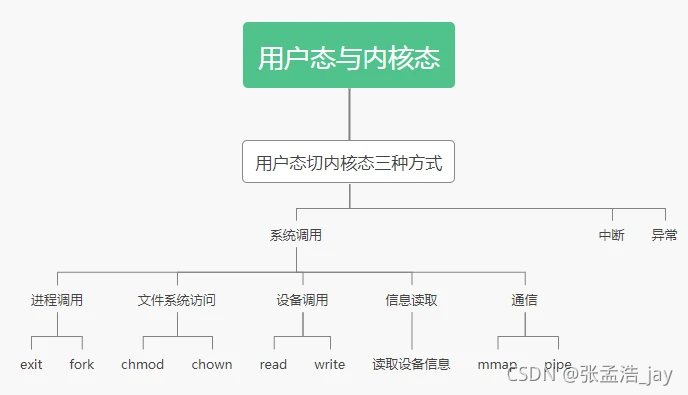 用户态与内核态
用户态切内核态三种方式
系统调用 中断 异常
进程调用 文件系统访问 设备调用 信息读取 通信
exit fork chmod chown read write 读取设备信息 mmap pipe
CSDN @张孟浩_jay